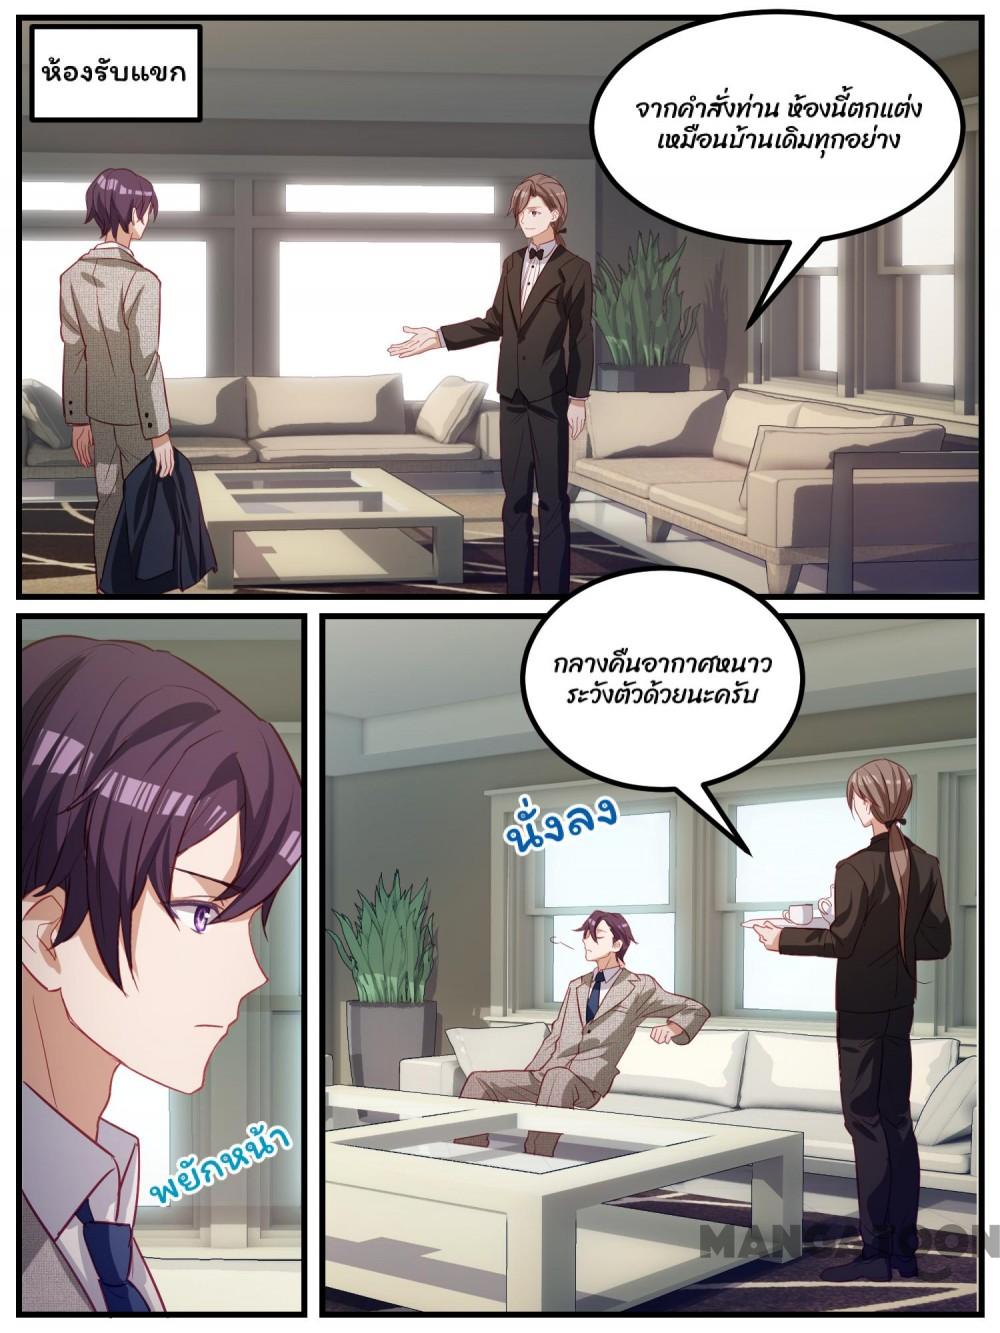 ห้องรับแขก
จากคำสั่งท่าน ห้องนี้ตกแต่ง
เหมือนบ้านเดิมทุกอย่าง
พยักหน้า
กลางคืนอากาศหนาว
ระวังตัวด้วยนะครับ
นั่งลง
MANGATOON